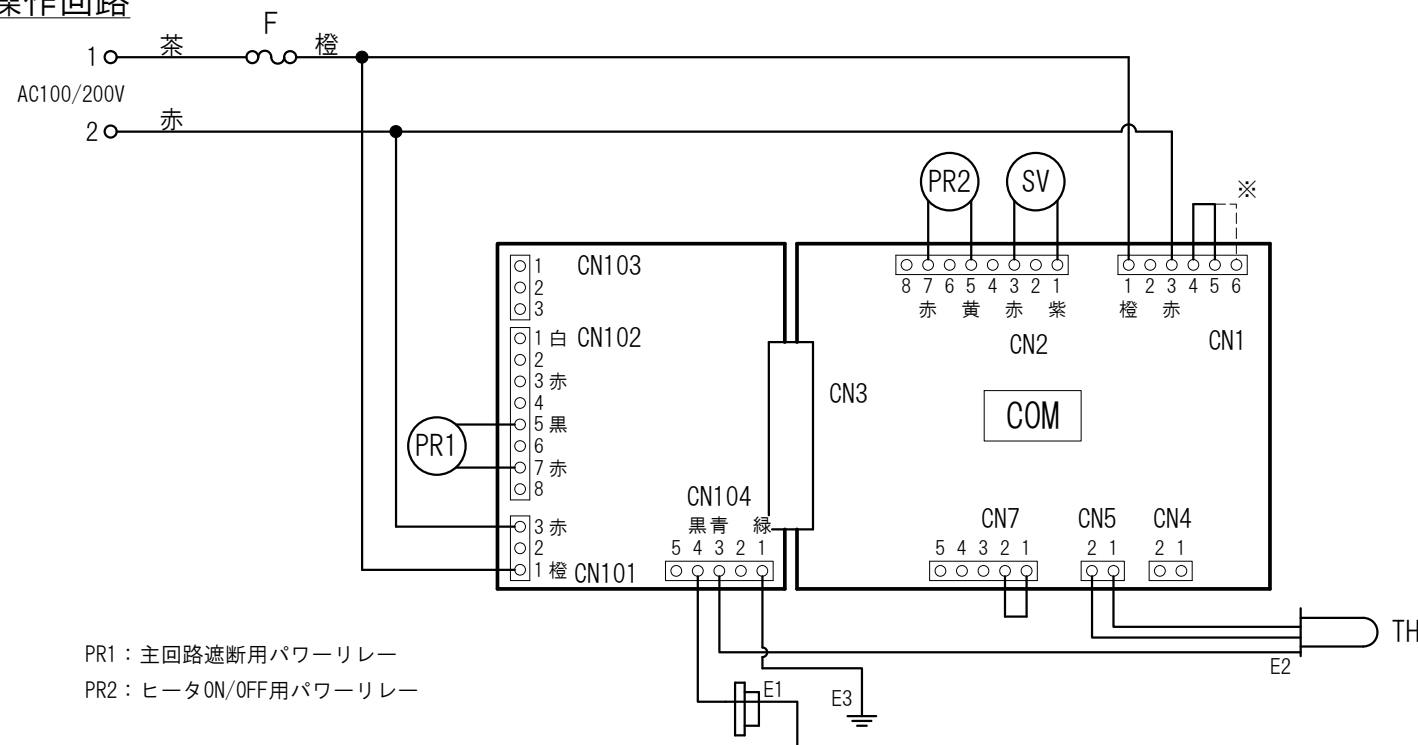 操作回路
F
1 茶 橙
AC100/200V
2 赤
PR2 SV ※
1 CN103
2
3
8 7 6 5 4 3 2 1 1 2 3 4 5 6
赤 黄 赤 紫 橙 赤
1 白 CN102
2
3 赤
4
5 黒
6
7 赤
8
PR1
CN2 CN1
CN3
COM
CN104
黒 青 緑
5 4 3 2 1
3 赤
2
1 橙 CN101
CN7 CN5 CN4
5 4 3 2 1 2 1 2 1
TH
E2
PR1：主回路遮断用パワーリレー
PR2：ヒータON/OFF用パワーリレー
E1
E3